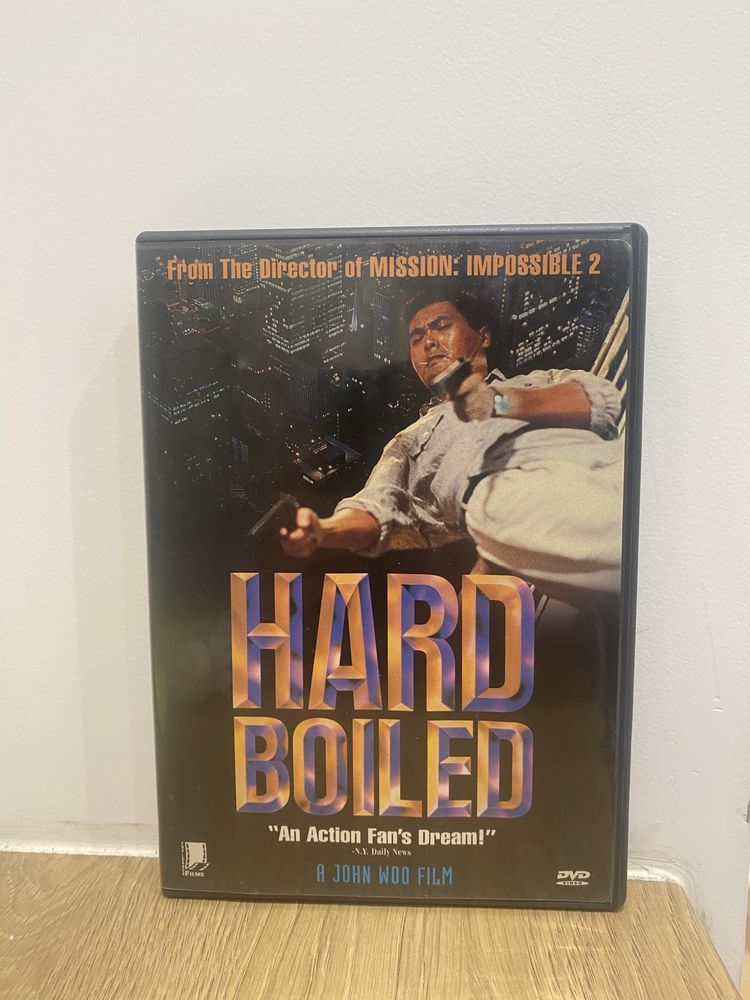 From The Director of MISSION: IMPOSSIBLE 2
HARD
BOILED
"An Action Fan's Dream!"
-N.Y. Daily News
A JOHN WOO FILM
FILMS
DVD
VIDEO